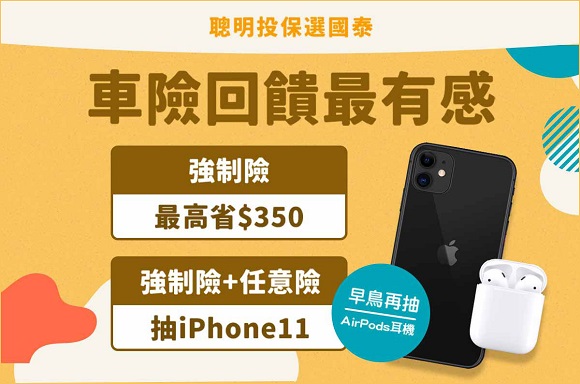 聰明投保選國泰
車險回饋最有感
強制險
最高省$350
強制險+任意險
抽iPhone11
早鳥再抽
AirPods耳機